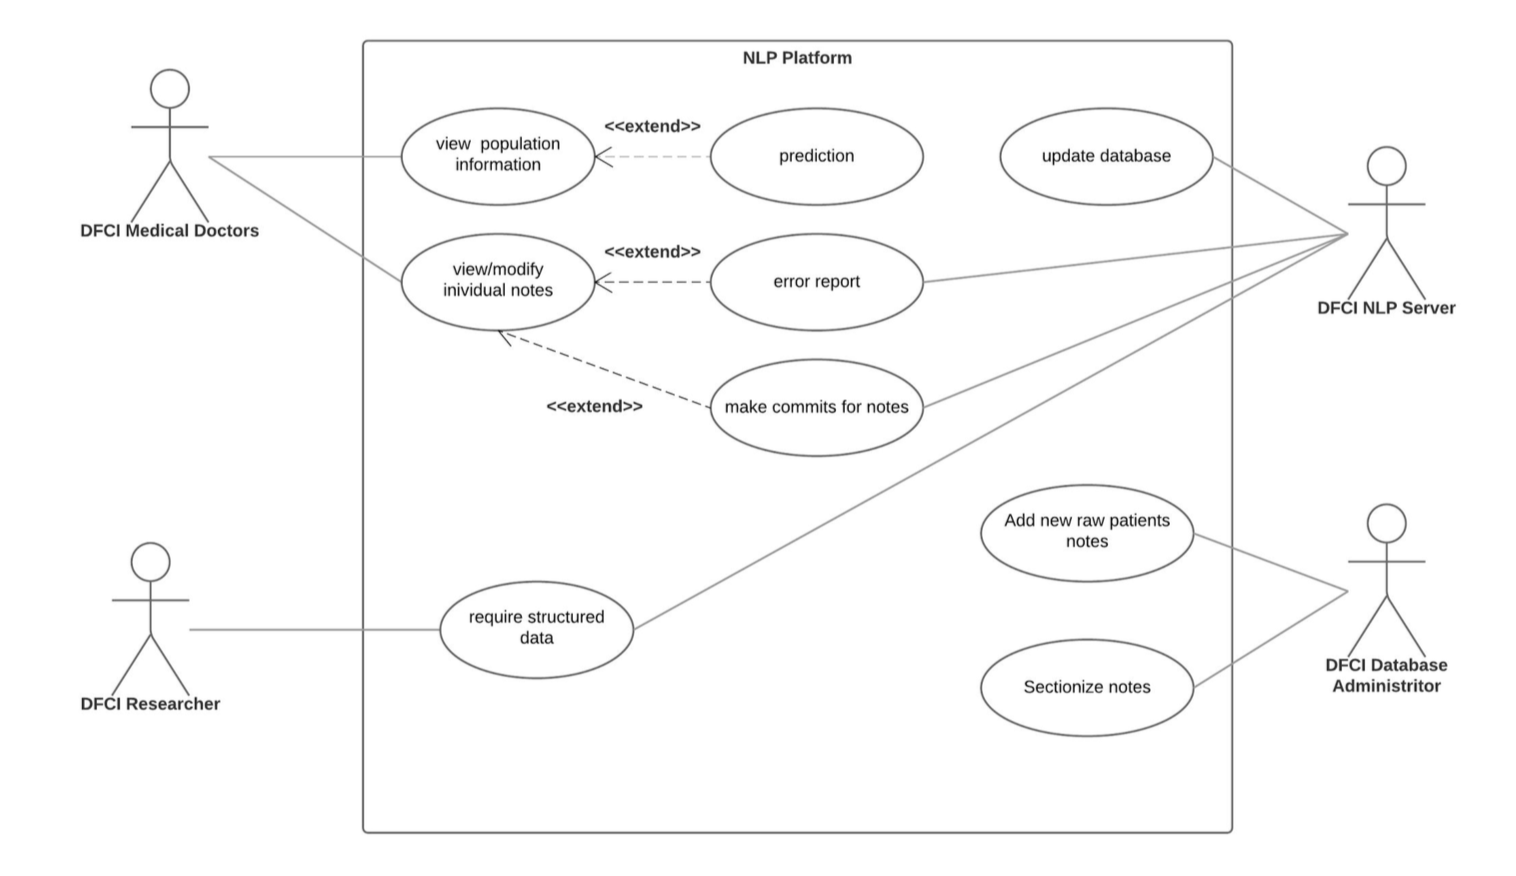 NLP Platform
view  population
information
<<extend>>
prediction
update database
DFCI Medical Doctors
view/modify
inividual notes
<<extend>>
error report
DFCI NLP Server
<<extend>>
make commits for notes
Add new raw patients
notes
require structured
data
DFCI Researcher
Sectionize notes
DFCI Database
Administritor